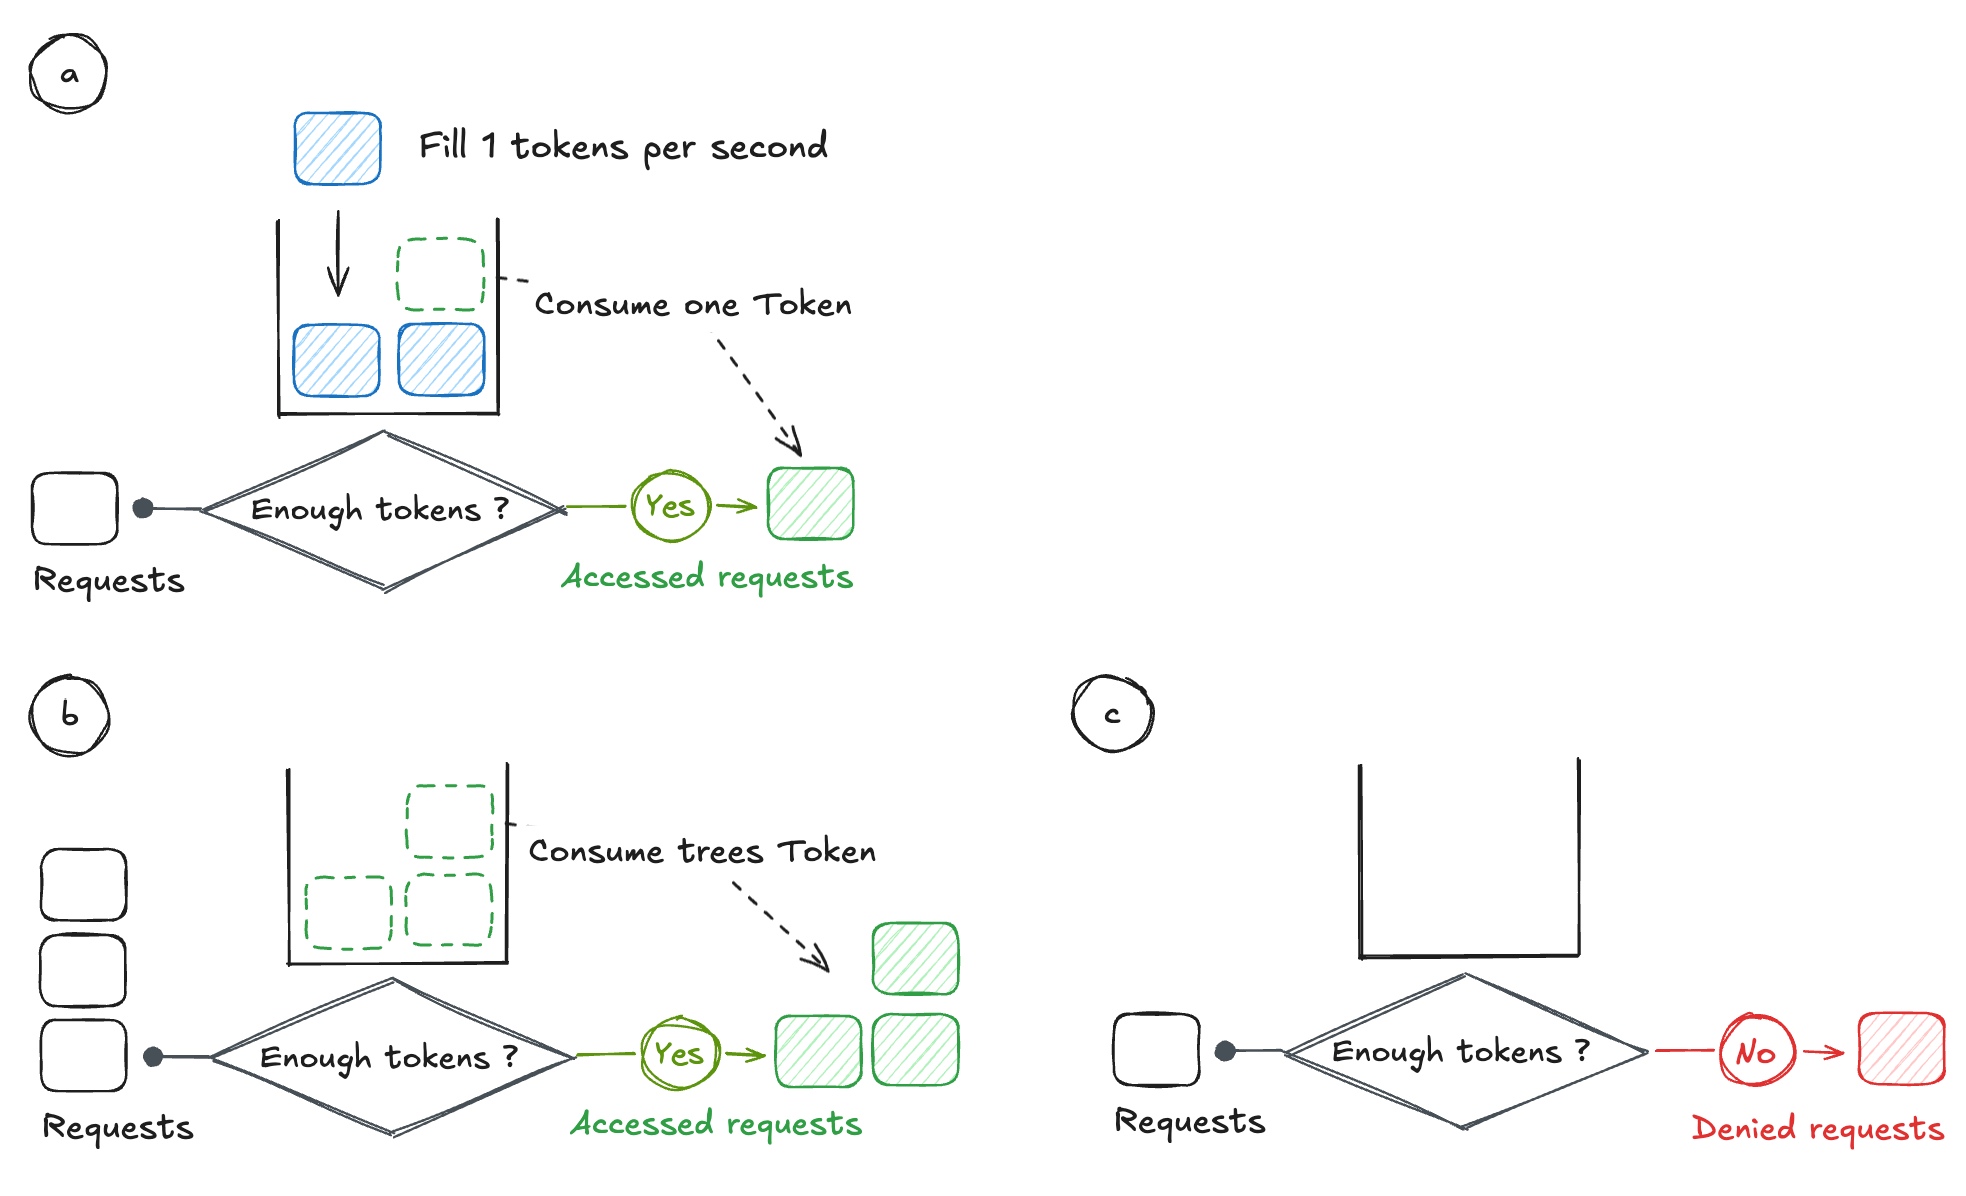 a
Fill 1 tokens per second
Consume one Token
Enough tokens ?
Yes
Requests
Accessed requests
b
Consume trees Token
Enough tokens ?
Yes
Requests
Accessed requests
c
Enough tokens ?
No
Requests
Denied requests